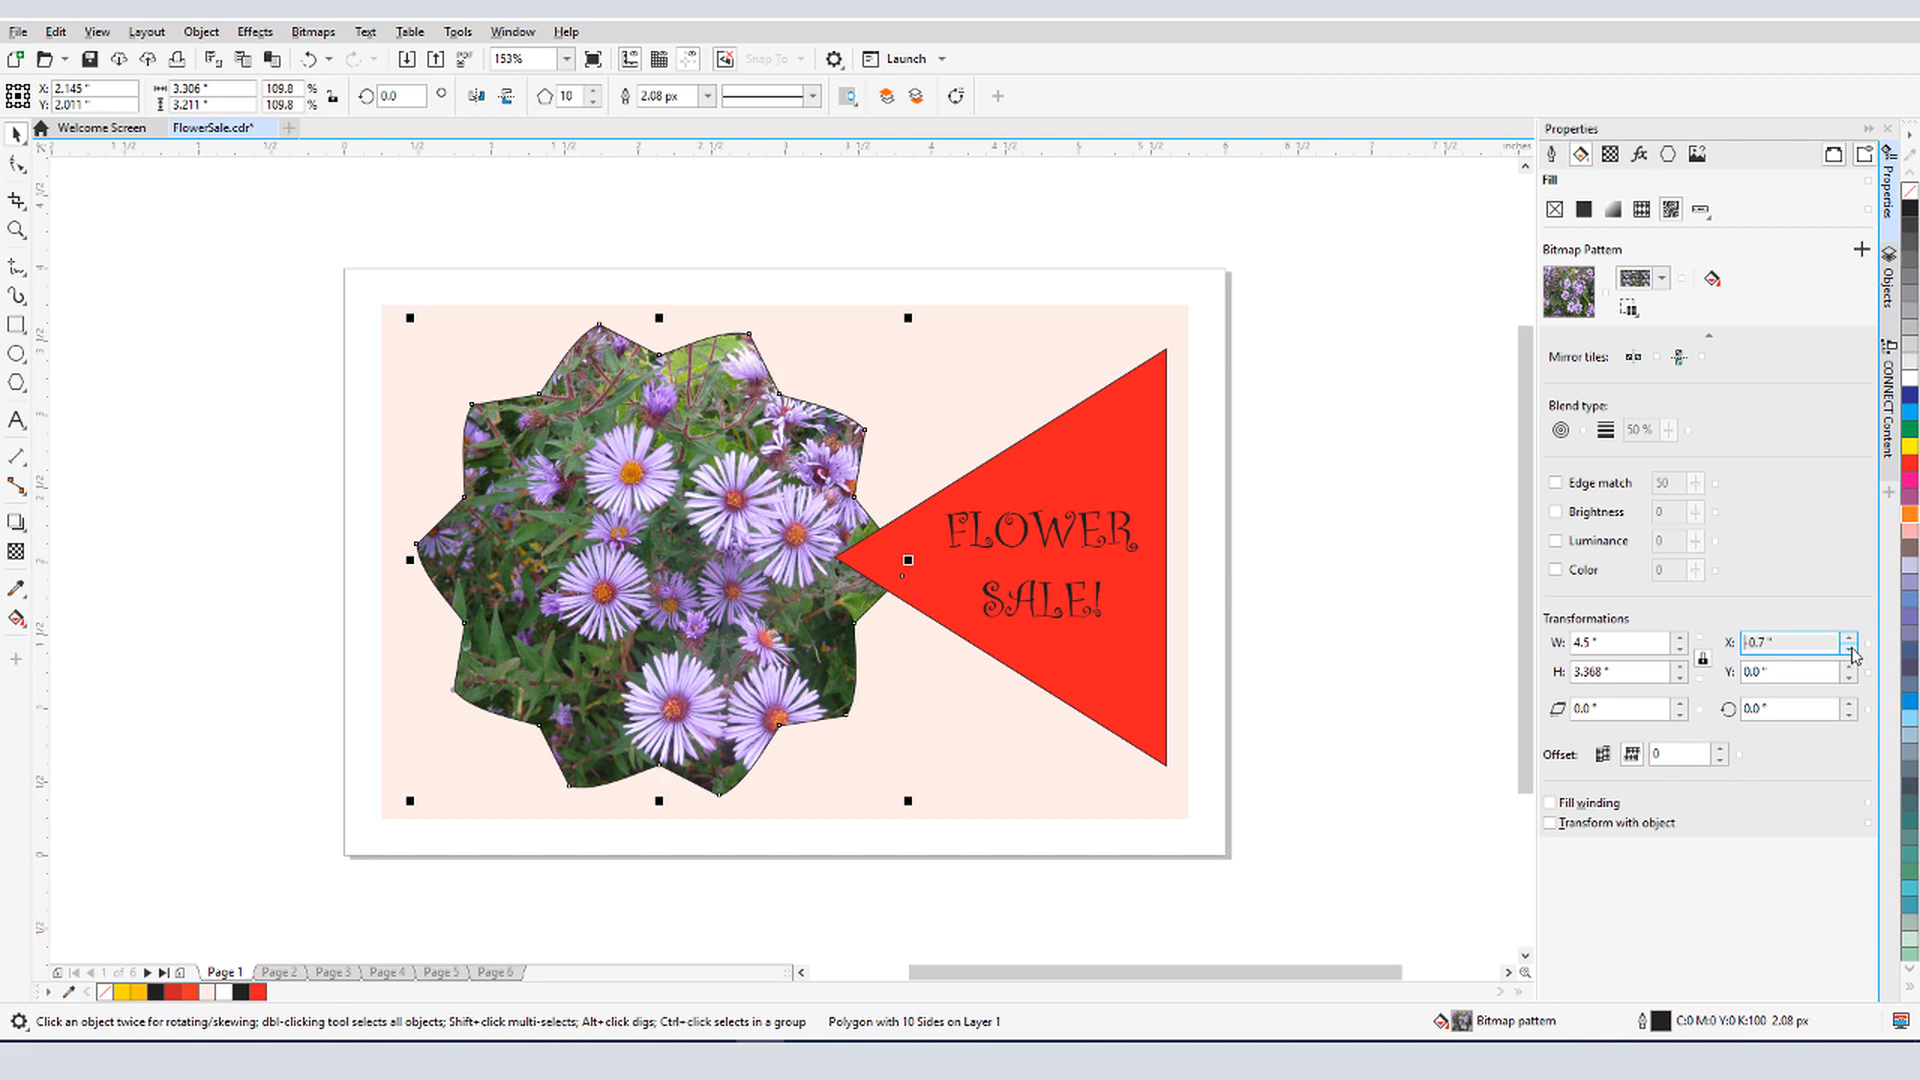 File Edit View Layout Object Effects Bitmaps Text Table Tools Window Help
153% Snap To Launch
X: 2.145 " 3.306 " 109.8 %
Y: 2.011 " 3.211 " 109.8 % 0.0 10 2.08 px
Welcome Screen FlowerSale.cdr*
Properties
inches
Fill
Bitmap Pattern
Mirror tiles:
Blend type:
50 %
Edge match 50
Brightness 0
Luminance 0
Color 0
Transformations
W: 4.5 " X: -0.7 "
H: 3.368 " Y: 0.0 "
0.0 ° 0.0 °
Offset: 0
Fill winding
Transform with object
Properties
Objects
CONNECT Content
FLOWER
SALE!
1 of 6 Page 1 Page 2 Page 3 Page 4 Page 5 Page 6
Click an object twice for rotating/skewing; dbl-clicking tool selects all objects; Shift+click multi-selects; Alt+click digs; Ctrl+click selects in a group Polygon with 10 Sides on Layer 1 Bitmap pattern C:0 M:0 Y:0 K:100 2.08 px